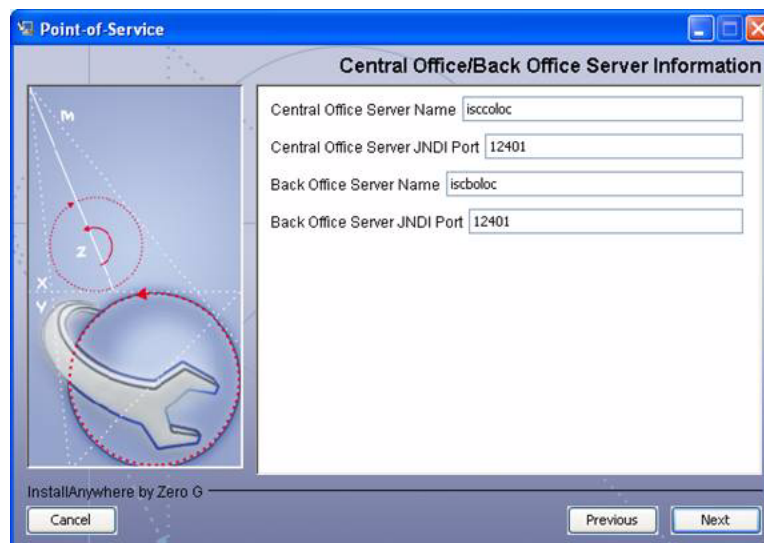 Point-of-Service
Central Office/Back Office Server Information
Central Office Server Name isccoloc
Central Office Server JNDI Port 12401
Back Office Server Name iscboloc
Back Office Server JNDI Port 12401
M
Z
X
Y
InstallAnywhere by Zero G
Cancel
Previous
Next